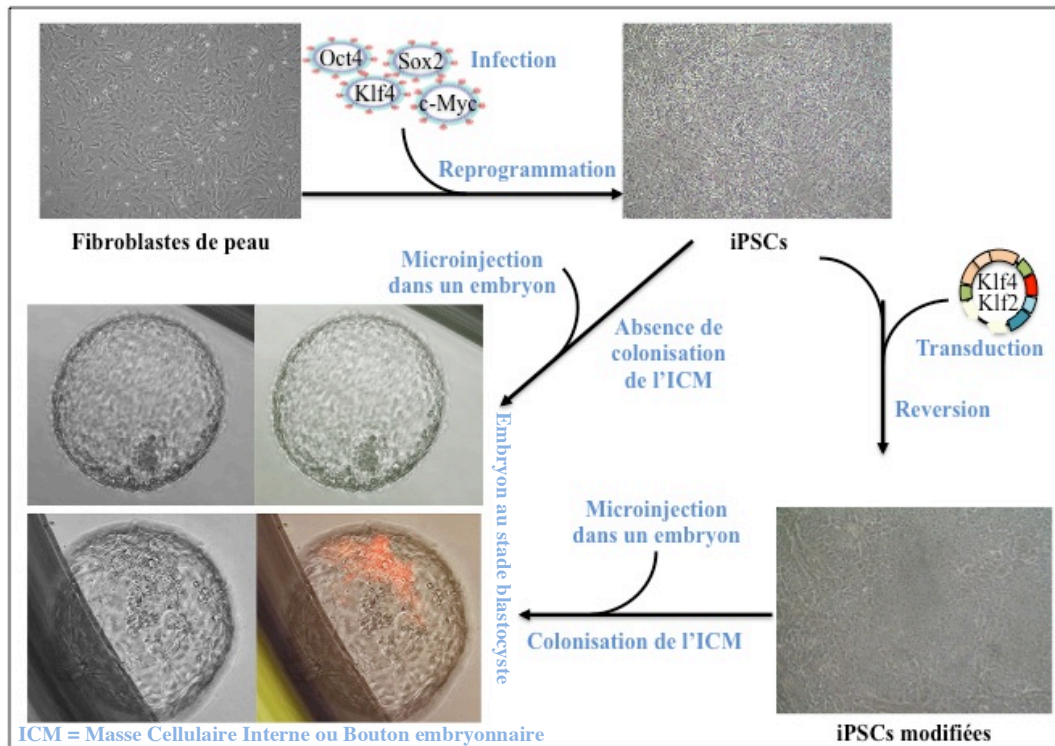 Oct4
Sox2
Infection
Klf4
c-Myc
Reprogrammation
Fibroblastes de peau
iPSCs
Microinjection
dans un embryon
Klf4
Klf2
Absence de
colonisation
de l'ICM
Transduction
Reversion
Embryon au stade blastocyste
Microinjection
dans un embryon
Colonisation de l'ICM
ICM = Masse Cellulaire Interne ou Bouton embryonnaire
iPSCs modifiées